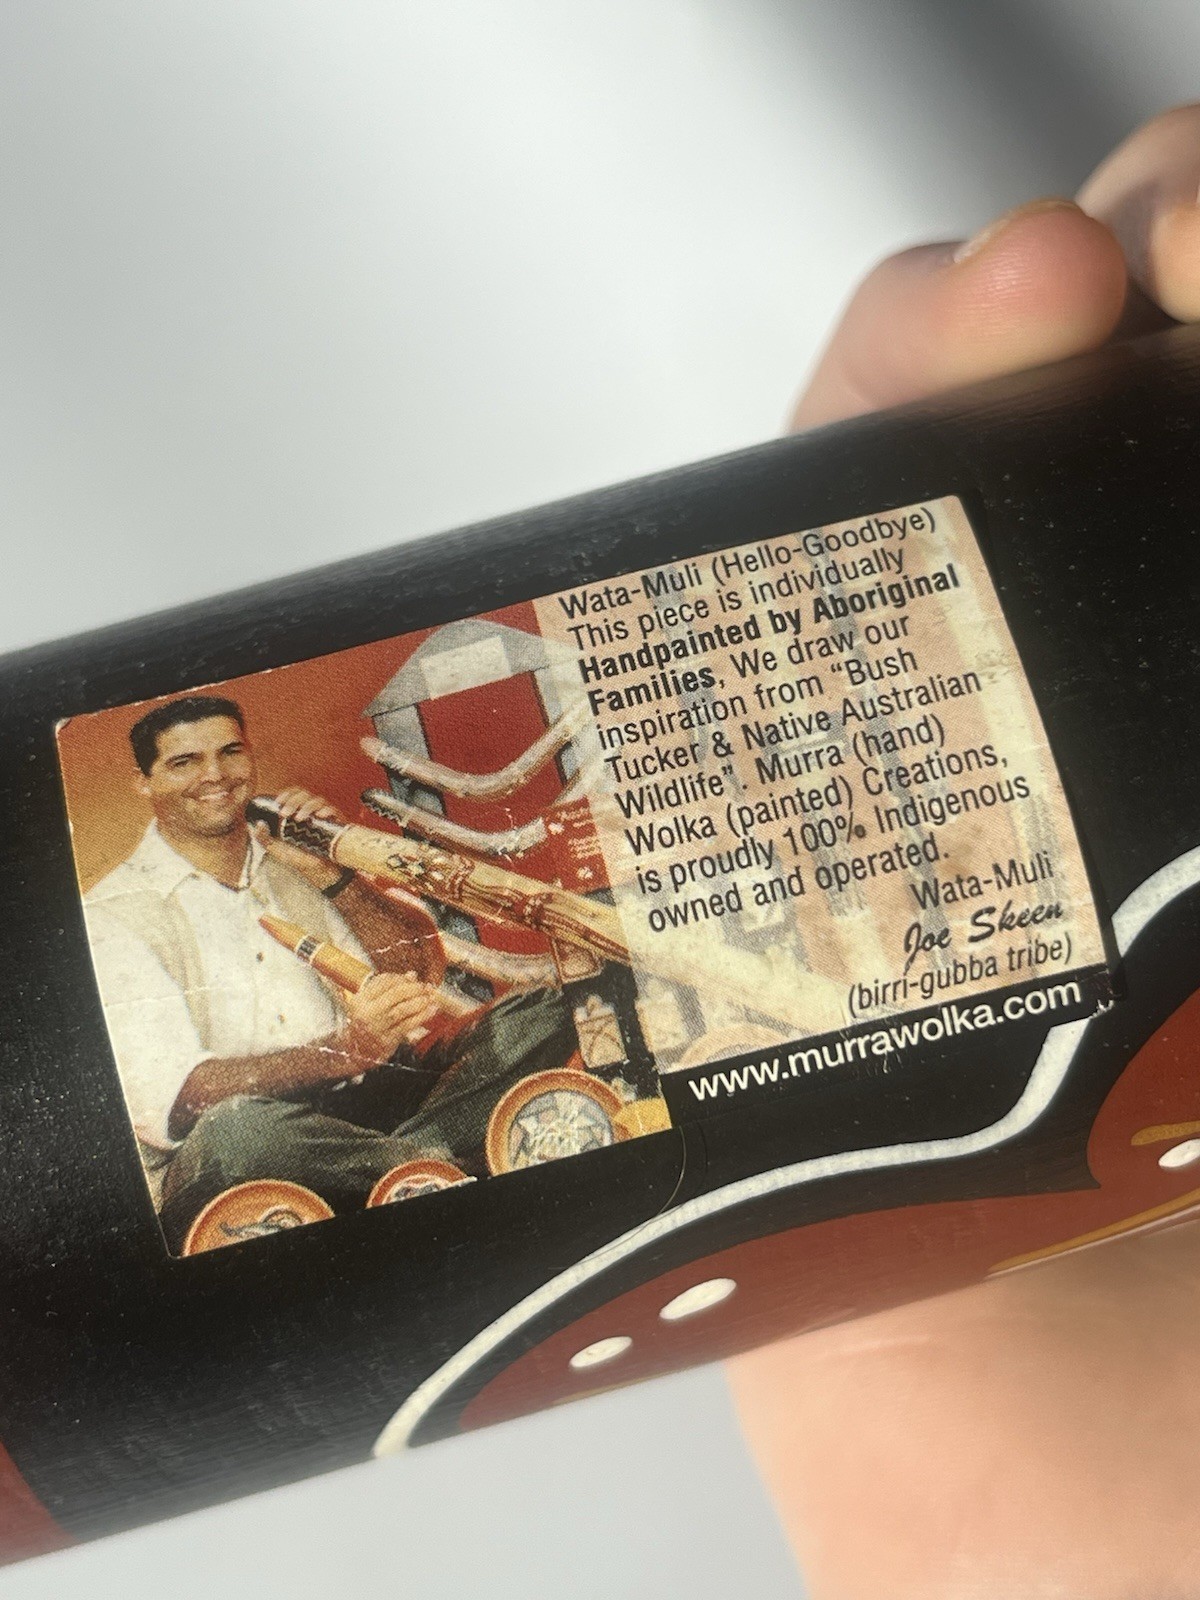 Wata-Muli (Hello-Goodbye)
This piece is individually
Handpainted by Aboriginal
Families, We draw our
inspiration from “Bush
Tucker & Native Australian
Wildlife”. Murra (hand)
Wolka (painted) Creations,
is proudly 100% Indigenous
owned and operated.
Wata-Muli
Joe Skeen
(birri-gubba tribe)
www.murrawolka.com